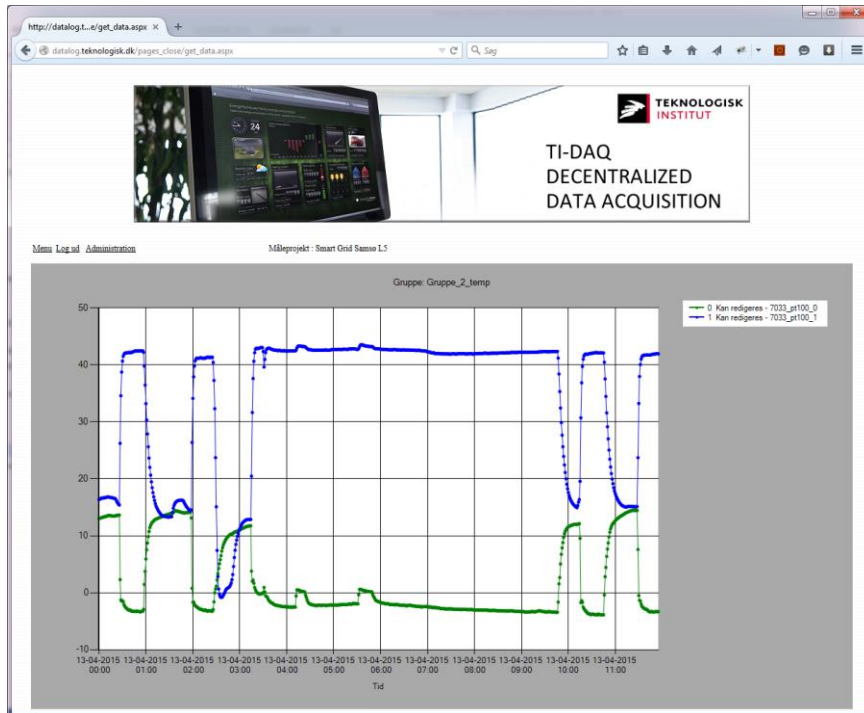 http://datalog.t...e/get_data.aspx
datalog.teknologisk.dk/pages_close/get_data.aspx
Søg
TEKNOLOGISK
INSTITUT
TI-DAQ
DECENTRALIZED
DATA ACQUISITION
24
Menu Log ud Administration
Måleprojekt : Smart Grid Samsø L5
Gruppe: Gruppe_2_temp
0 Kan redigeres - 7033_pt100_0
1 Kan redigeres - 7033_pt100_1
50
40
30
20
10
0
-10
13-04-2015 13-04-2015 13-04-2015 13-04-2015 13-04-2015 13-04-2015 13-04-2015 13-04-2015 13-04-2015 13-04-2015 13-04-2015 13-04-2015
00:00 01:00 02:00 03:00 04:00 05:00 06:00 07:00 08:00 09:00 10:00 11:00
Tid